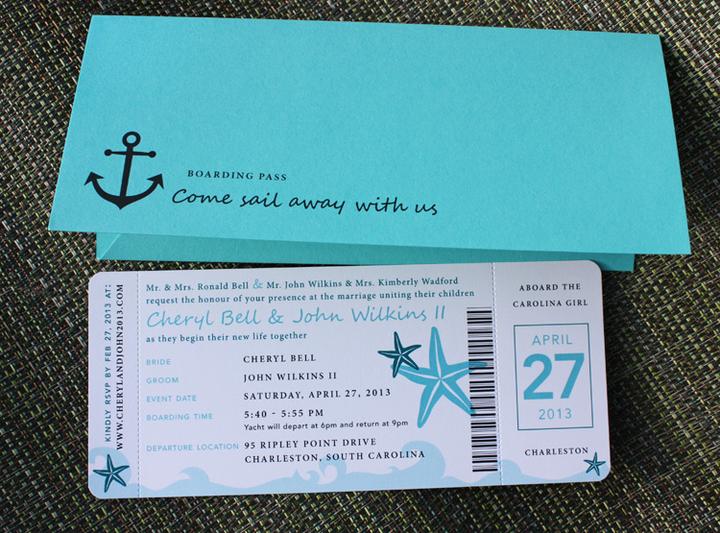 BOARDING PASS
Come sail away with us
KINDLY RSVP BY FEB 27, 2013 AT:
WWW.CHERYLANDJOHN2013.COM
Mr. & Mrs. Ronald Bell & Mr. John Wilkins & Mrs. Kimberly Wadford
request the honour of your presence at the marriage uniting their children
Cheryl Bell & John Wilkins II
as they begin their new life together
BRIDE CHERYL BELL
GROOM JOHN WILKINS II
EVENT DATE SATURDAY, APRIL 27, 2013
BOARDING TIME 5:40 - 5:55 PM
Yacht will depart at 6pm and return at 9pm
DEPARTURE LOCATION 95 RIPLEY POINT DRIVE
CHARLESTON, SOUTH CAROLINA
ABOARD THE
CAROLINA GIRL
APRIL
27
2013
CHARLESTON